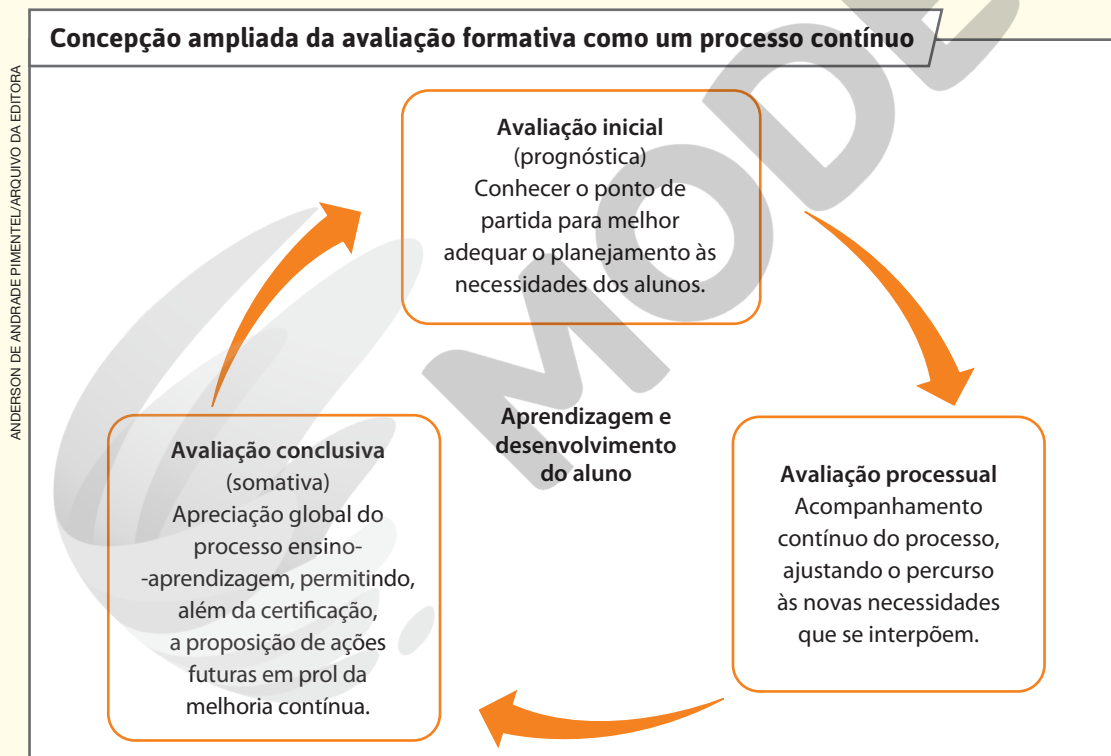 Concepção ampliada da avaliação formativa como um processo contínuo
ANDERSON DE ANDRADE PIMENTEL/ARQUIVO DA EDITORA
Avaliação inicial
(prognóstica)
Conhecer o ponto de
partida para melhor
adequar o planejamento às
necessidades dos alunos.
Aprendizagem e
desenvolvimento
do aluno
Avaliação processual
Acompanhamento
contínuo do processo,
ajustando o percurso
às novas necessidades
que se interpõem.
Avaliação conclusiva
(somativa)
Apreciação global do
processo ensino-
-aprendizagem, permitindo,
além da certificação,
a proposição de ações
futuras em prol da
melhoria contínua.
MODE